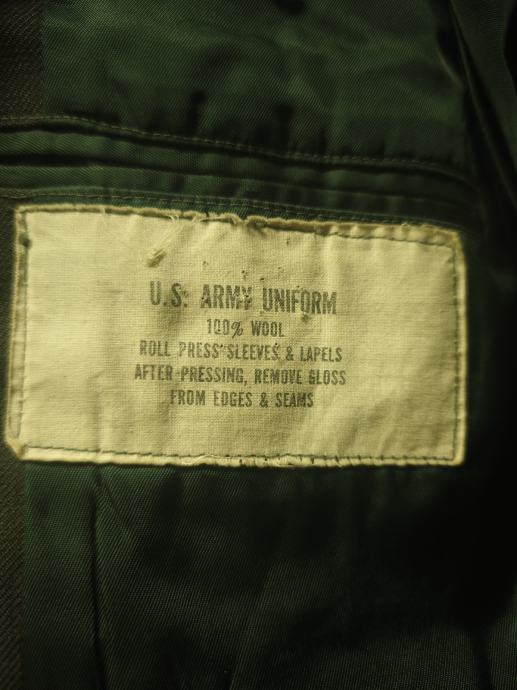 U.S. ARMY UNIFORM
100% WOOL
ROLL PRESS SLEEVES & LAPELS
AFTER PRESSING, REMOVE GLOSS
FROM EDGES & SEAMS